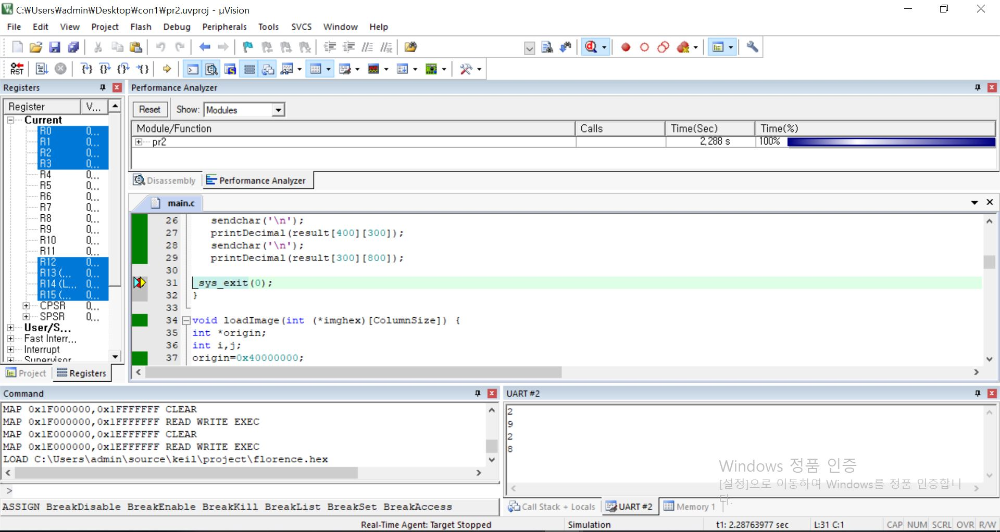 C:₩Users₩admin₩Desktop₩con1₩pr2.uvproj - µVision
File Edit View Project Flash Debug Peripherals Tools SVCS Window Help
RST
Registers
Register V...
Current
R0 0...
R1 0...
R2 0...
R3 0...
R4 0...
R5 0...
R6 0...
R7 0...
R8 0...
R9 0...
R10 0...
R11 0...
R12 0...
R13 (... 0...
R14 (L... 0...
R15 (... 0...
CPSR 0...
SPSR 0...
User/S...
Fast Interr...
Interrupt
Supervisor
Project Registers
Performance Analyzer
Reset Show: Modules
Module/Function Calls Time(Sec) Time(%)
pr2 2,288 s 100%
Disassembly Performance Analyzer
main.c
26 sendchar('\n');
27 printDecimal(result[400][300]);
28 sendchar('\n');
29 printDecimal(result[300][800]);
30
31 _sys_exit(0);
32 }
33
34 void loadImage(int (*imghex)[ColumnSize]) {
35 int *origin;
36 int i,j;
37 origin=0x40000000;
Command
MAP 0x1F000000,0x1FFFFFFF CLEAR
MAP 0x1F000000,0x1FFFFFFF READ WRITE EXEC
MAP 0x1E000000,0x1EFFFFFF CLEAR
MAP 0x1E000000,0x1EFFFFFF READ WRITE EXEC
LOAD C:\Users\admin\source\keil\project\florence.hex
>
ASSIGN BreakDisable BreakEnable BreakKill BreakList BreakSet BreakAccess
UART #2
2
9
2
8
Windows 정품 인증
[설정]으로 이동하여 Windows를 정품 인증합니
다.
Call Stack + Locals UART #2 Memory 1
Real-Time Agent: Target Stopped Simulation t1: 2.28763977 sec L:31 C:1 CAP NUM SCRL OVR R/W